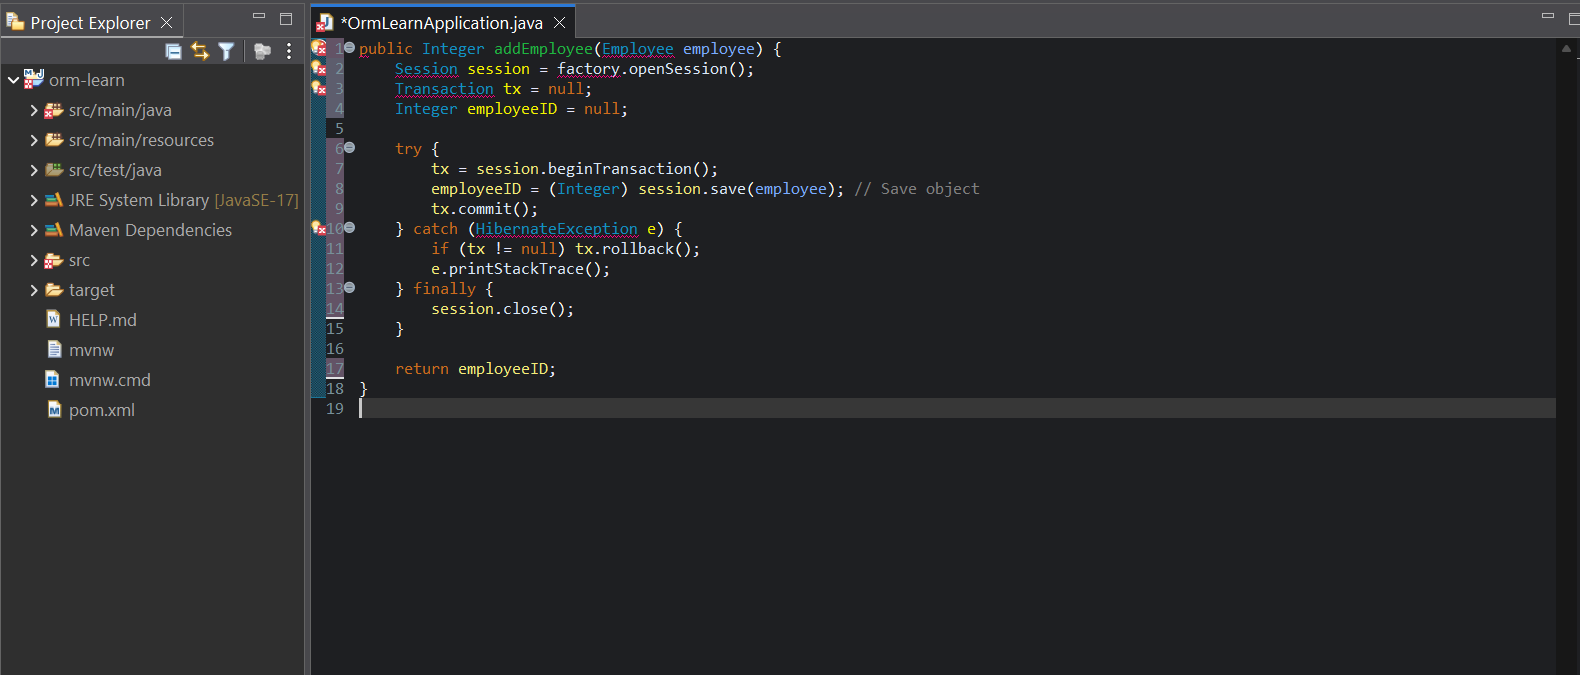 Project Explorer
*OrmLearnApplication.java
orm-learn
src/main/java
src/main/resources
src/test/java
JRE System Library [JavaSE-17]
Maven Dependencies
src
target
HELP.md
mvnw
mvnw.cmd
pom.xml
1 public Integer addEmployee(Employee employee) {
2     Session session = factory.openSession();
3     Transaction tx = null;
4     Integer employeeID = null;
5
6     try {
7         tx = session.beginTransaction();
8         employeeID = (Integer) session.save(employee); // Save object
9         tx.commit();
10     } catch (HibernateException e) {
11         if (tx != null) tx.rollback();
12         e.printStackTrace();
13     } finally {
14         session.close();
15     }
16
17     return employeeID;
18 }
19